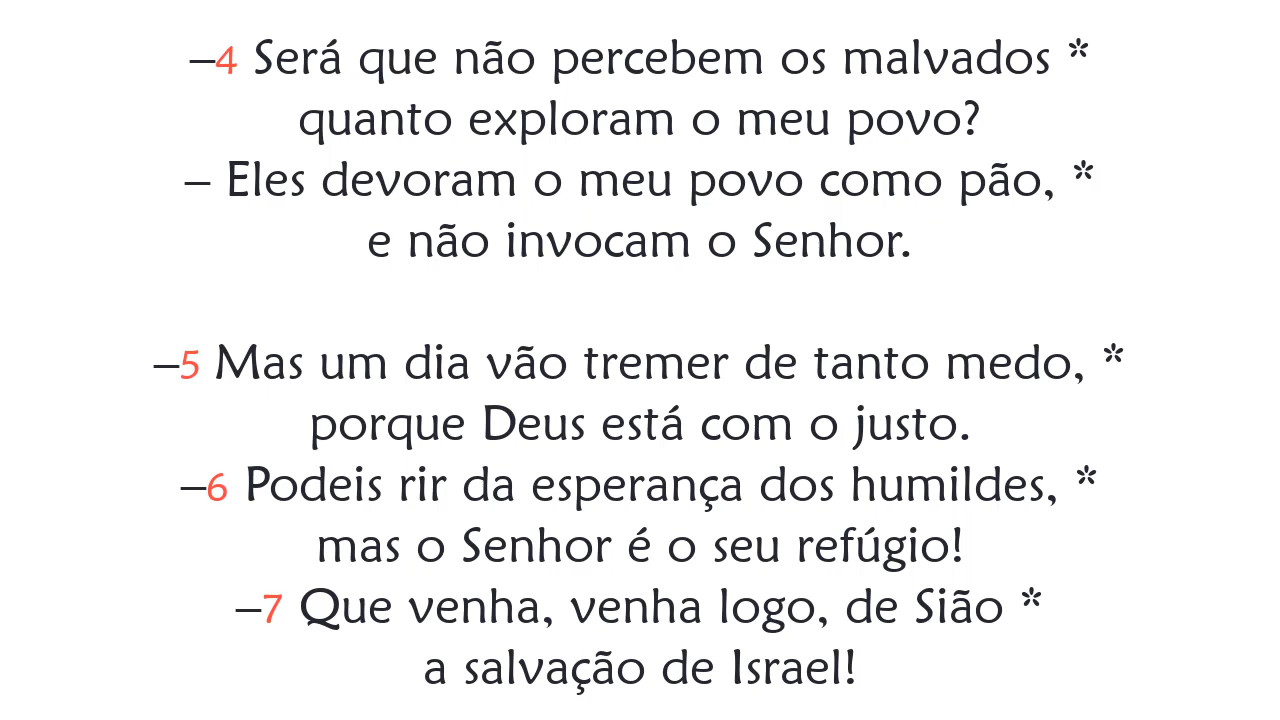 –4 Será que não percebem os malvados *
quanto exploram o meu povo?
– Eles devoram o meu povo como pão, *
e não invocam o Senhor.
–5 Mas um dia vão tremer de tanto medo, *
porque Deus está com o justo.
–6 Podeis rir da esperança dos humildes, *
mas o Senhor é o seu refúgio!
–7 Que venha, venha logo, de Sião *
a salvação de Israel!